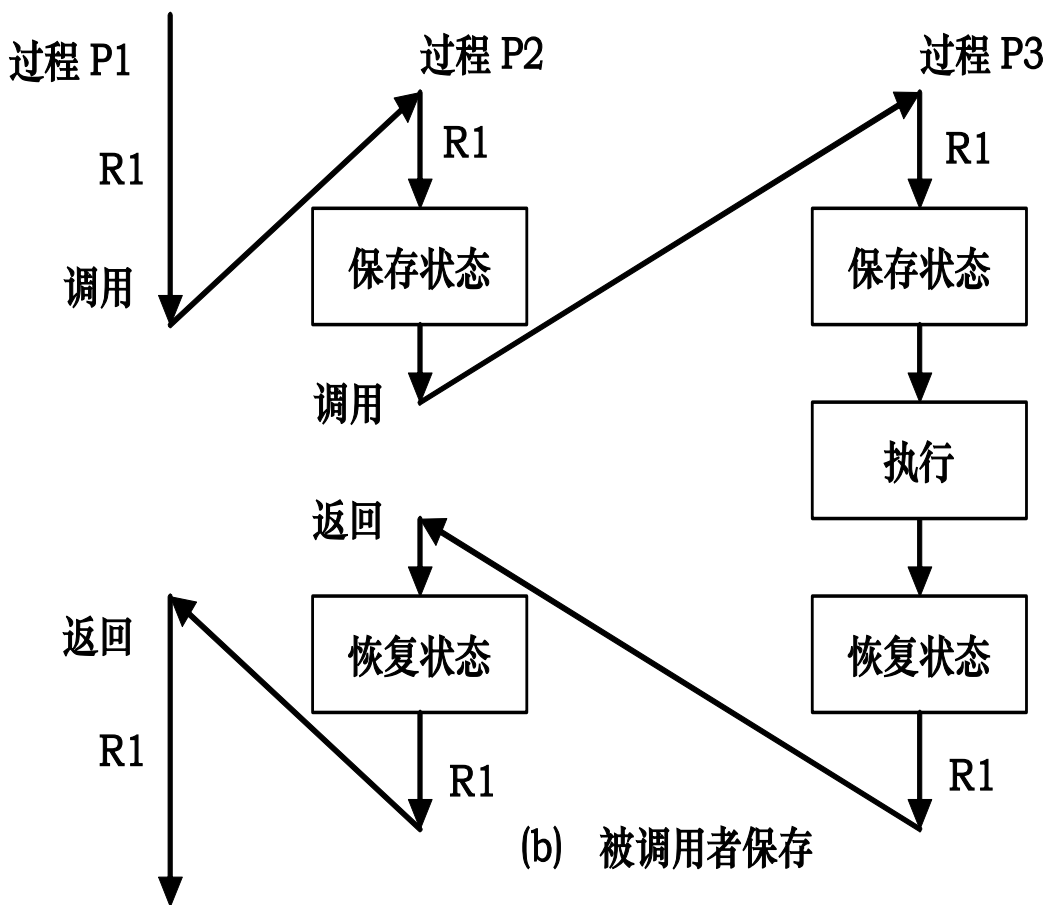 过程 P1
过程 P2
过程 P3
R1
R1
R1
调用
保存状态
保存状态
调用
执行
返回
返回
恢复状态
恢复状态
R1
R1
R1
(b) 被调用者保存